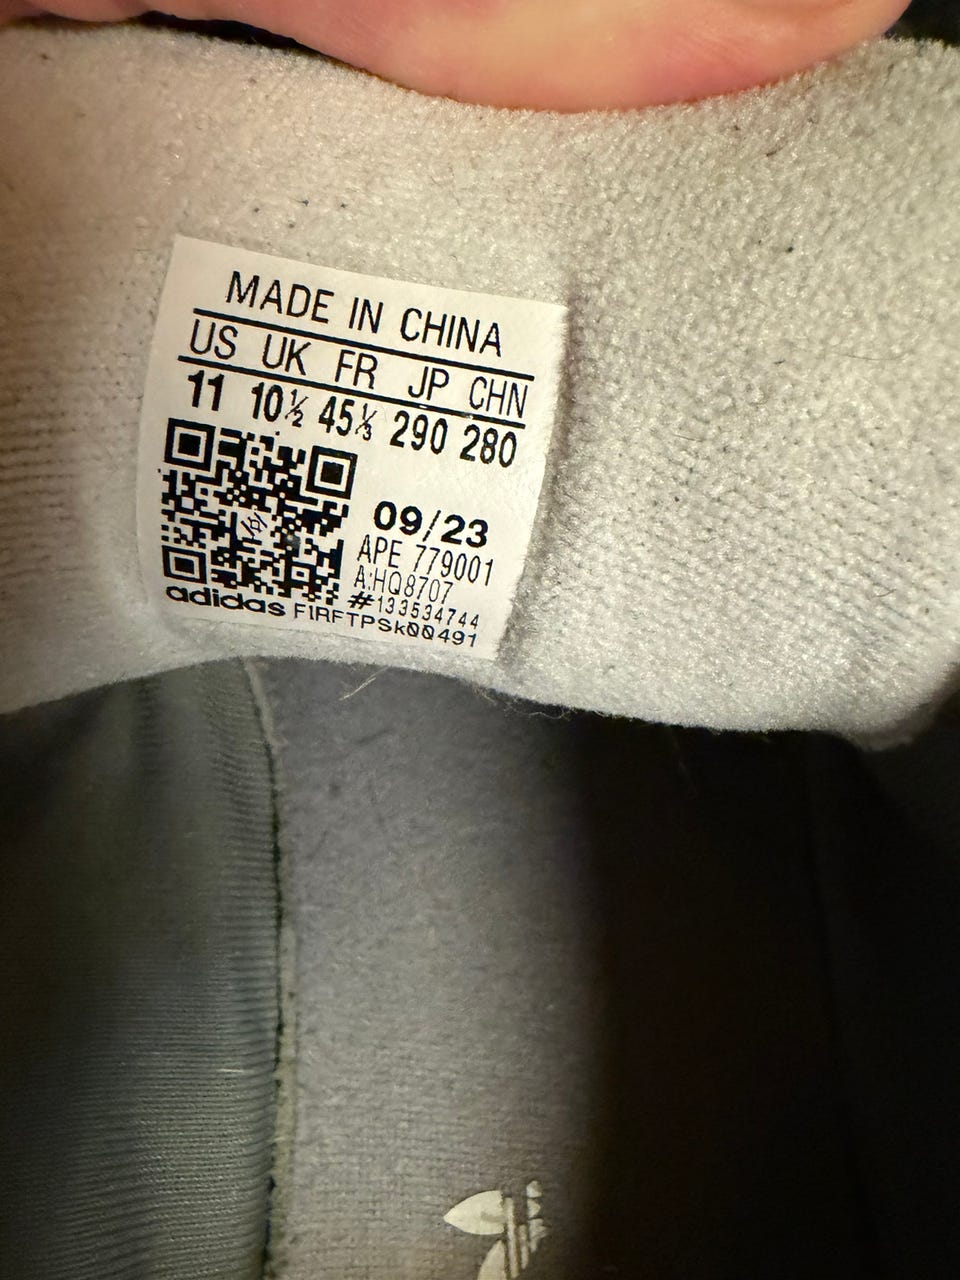 MADE IN CHINA
US UK FR JP CHN
11 10½ 45⅓ 290 280
09/23
APE 779001
A:HQ8707
#133534744
adidas F1RFTPSk00491